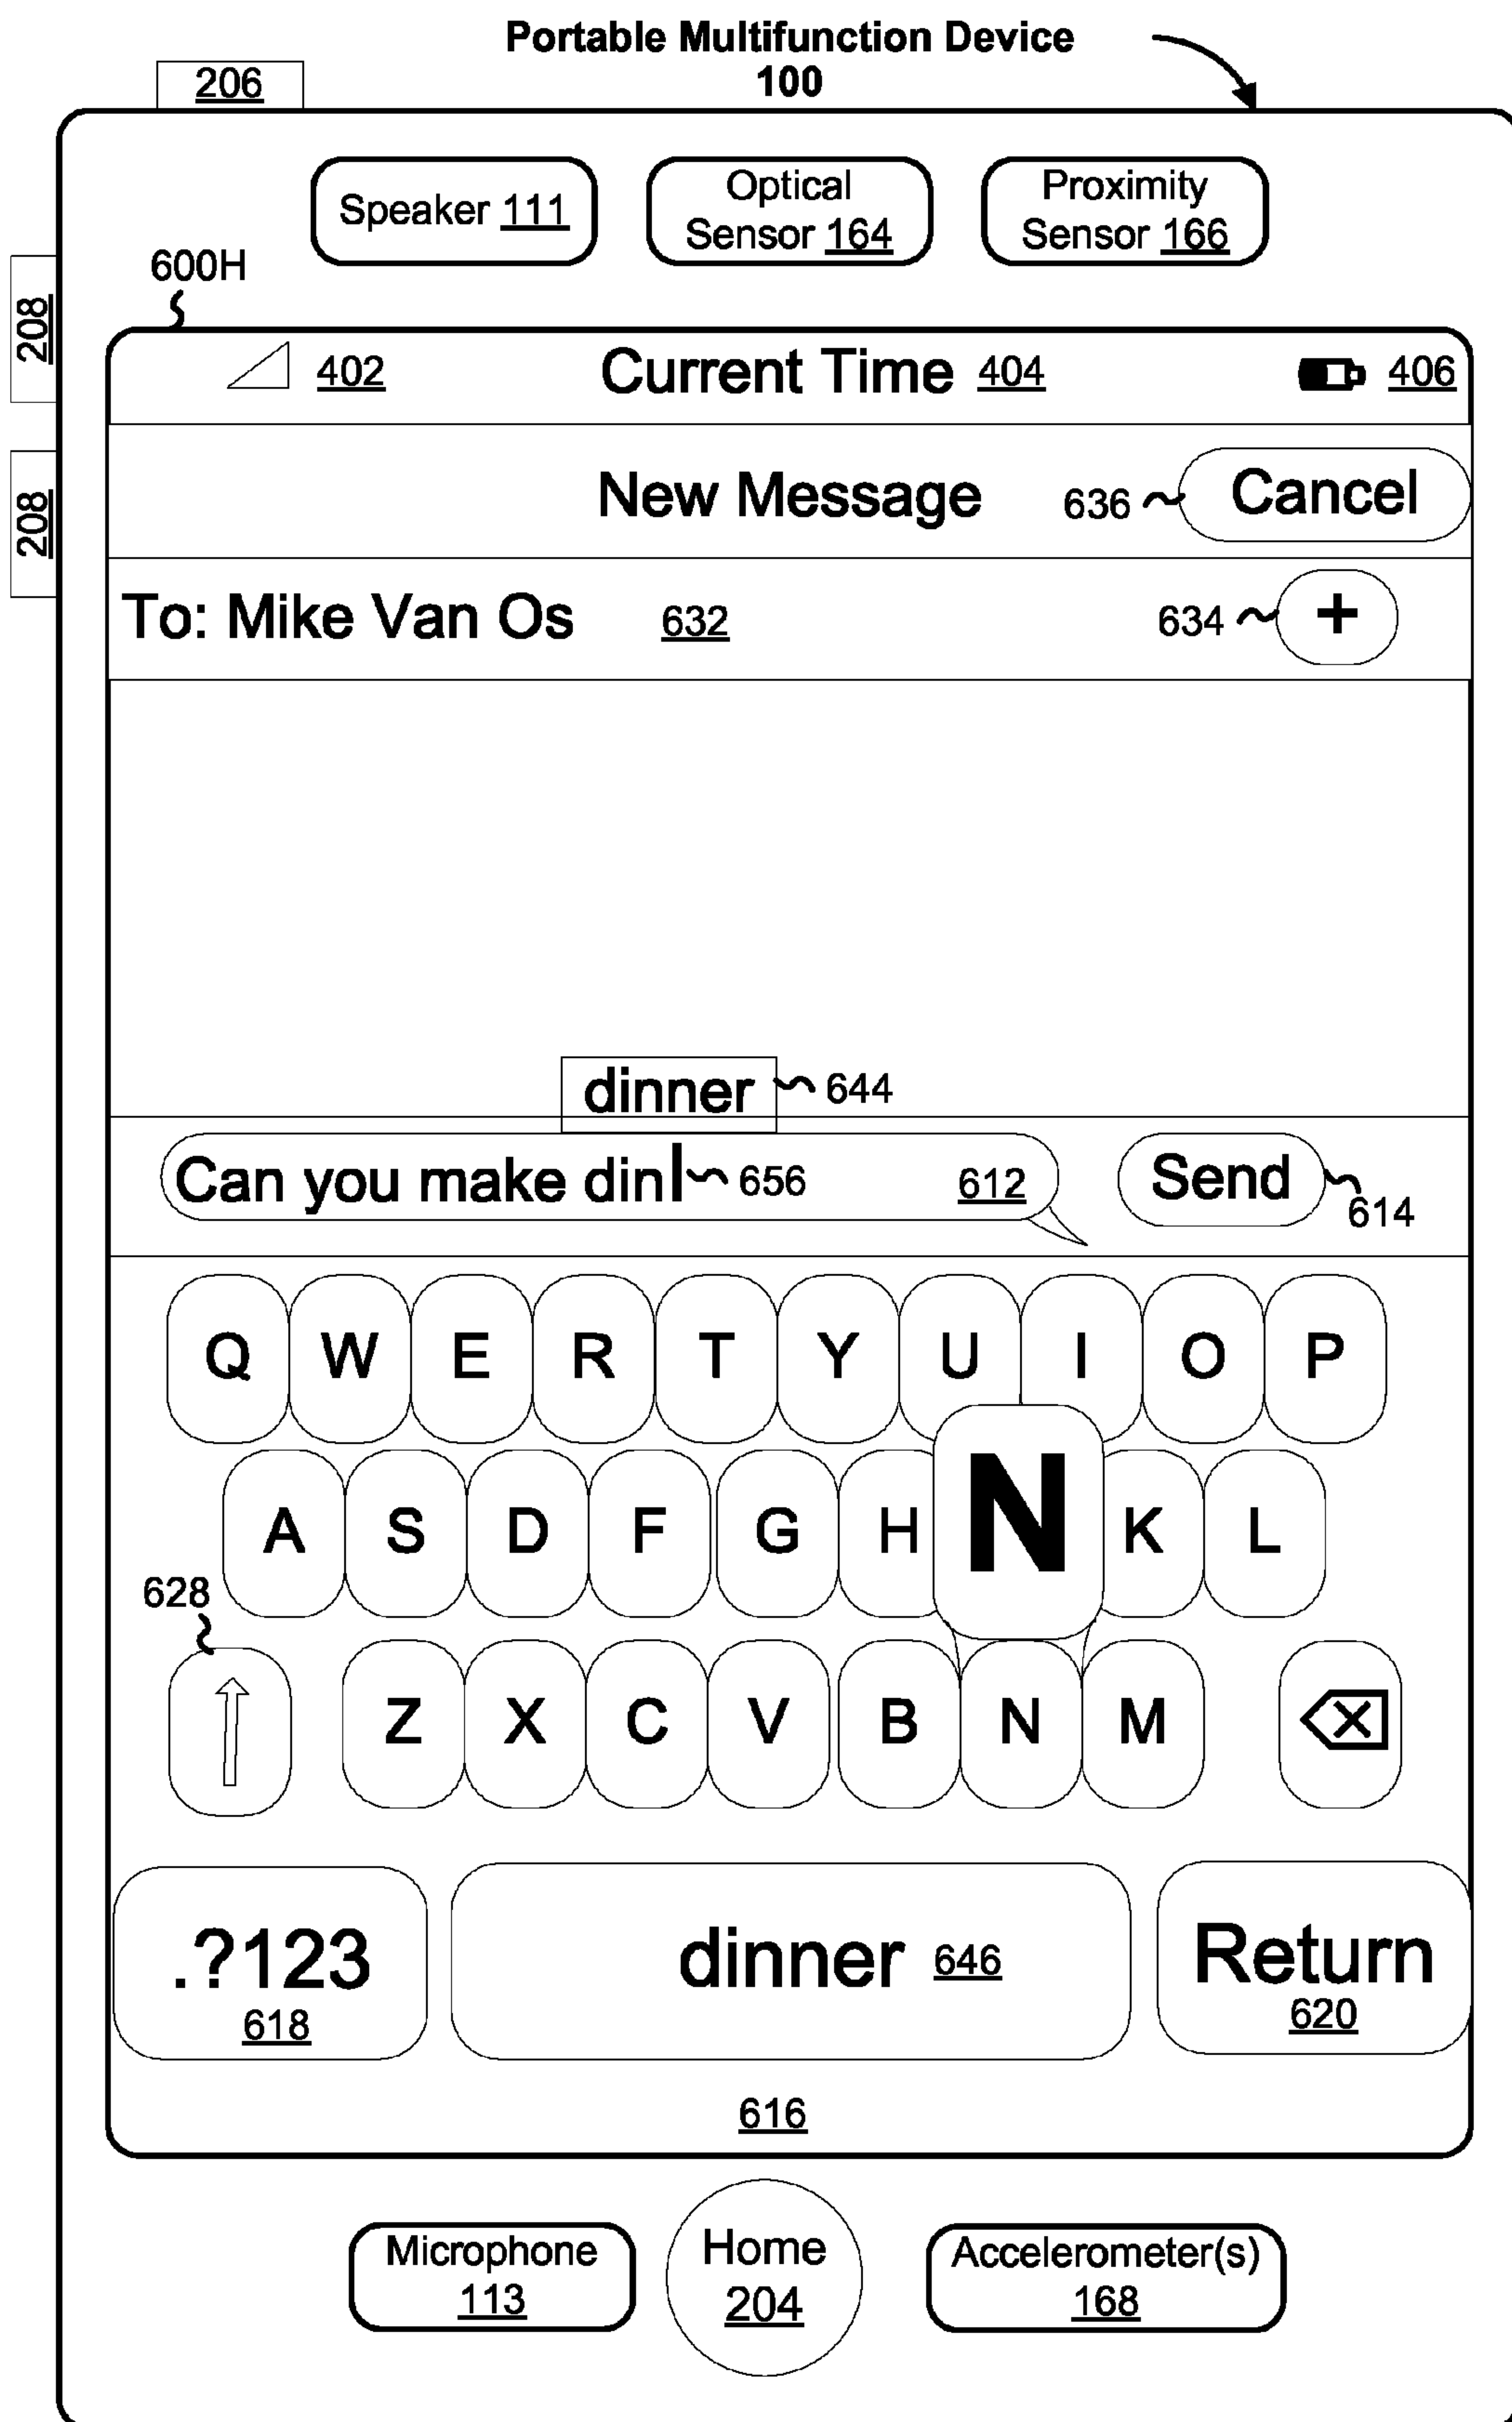 Portable Multifunction Device
100
206
Speaker 111
Optical
Sensor 164
Proximity
Sensor 166
208
208
600H
402 Current Time 404 406
New Message 636 Cancel
To: Mike Van Os 632 634 +
dinner 644
Can you make din 656 612 Send 614
Q W E R T Y U I O P
A S D F G H N K L
628
Z X C V B N M
.?123
618
dinner 646
Return
620
616
Microphone
113
Home
204
Accelerometer(s)
168